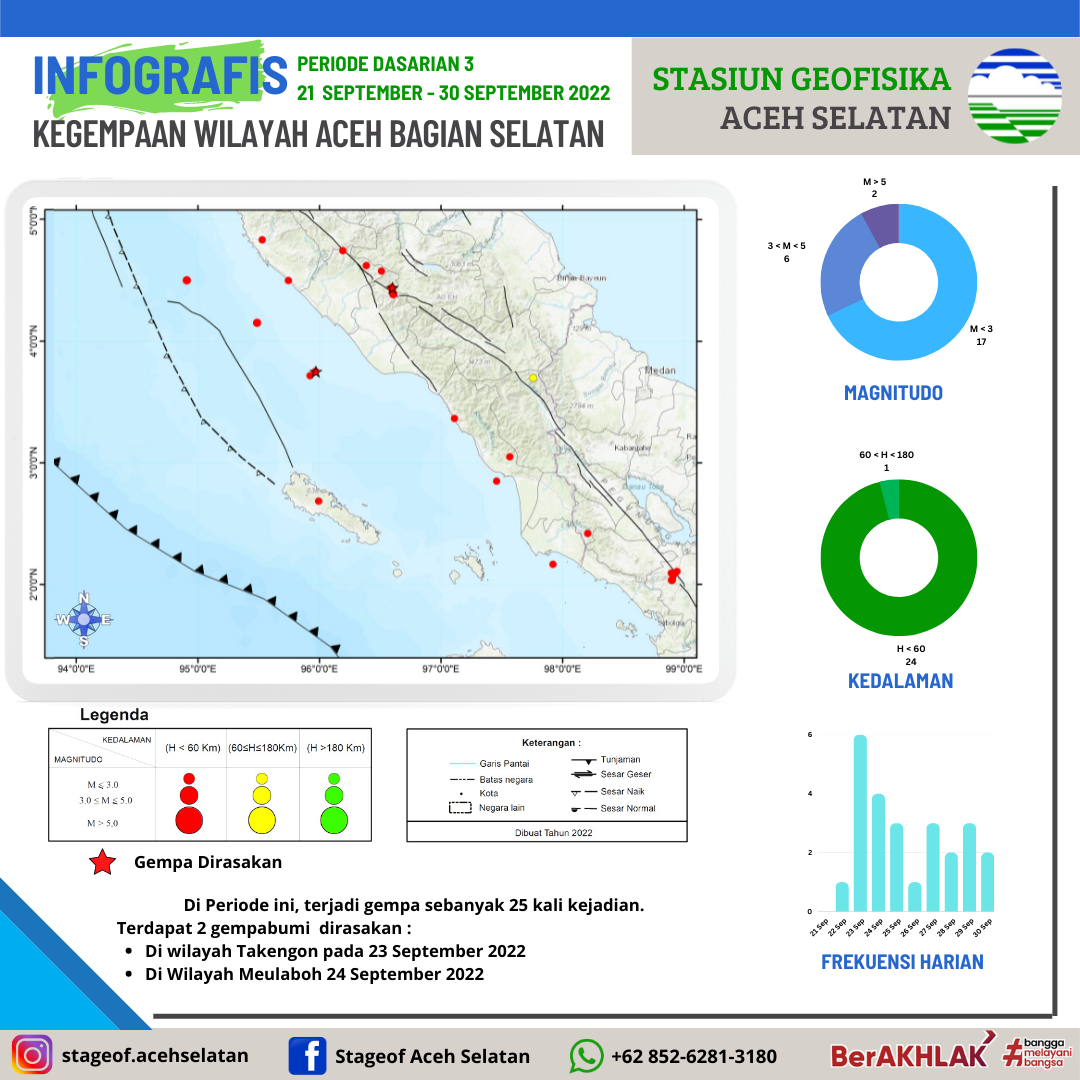 INFOGRAFIS
PERIODE DASARIAN 3
21 SEPTEMBER - 30 SEPTEMBER 2022
KEGEMPAAN WILAYAH ACEH BAGIAN SELATAN
STASIUN GEOFISIKA
ACEH SELATAN
5°0'0"N
4°0'0"N
3°0'0"N
2°0'0"N
94°0'0"E
95°0'0"E
96°0'0"E
97°0'0"E
98°0'0"E
99°0'0"E
N
W
E
S
ACEH
Medan
Kabanjahe
2794 m
Danau Toba
Sibolga
M > 5
2
3 < M < 5
6
M < 3
17
MAGNITUDO
60 < H < 180
1
H < 60
24
KEDALAMAN
Legenda
KEDALAMAN
MAGNITUDO
(H < 60 Km)
(60≤H≤180Km)
(H >180 Km)
M ⩽ 3.0
3.0 ≤ M ⩽ 5.0
M > 5.0
Gempa Dirasakan
Keterangan :
Garis Pantai
Batas negara
Kota
Negara lain
Tunjaman
Sesar Geser
Sesar Naik
Sesar Normal
Dibuat Tahun 2022
6
4
2
0
21 Sep
22 Sep
23 Sep
24 Sep
25 Sep
26 Sep
27 Sep
28 Sep
29 Sep
30 Sep
FREKUENSI HARIAN
Di Periode ini, terjadi gempa sebanyak 25 kali kejadian.
Terdapat 2 gempabumi dirasakan :
• Di wilayah Takengon pada 23 September 2022
• Di Wilayah Meulaboh 24 September 2022
stageof.acehselatan
Stageof Aceh Selatan
+62 852-6281-3180
BerAKHLAK
#bangga
melayani
bangsa